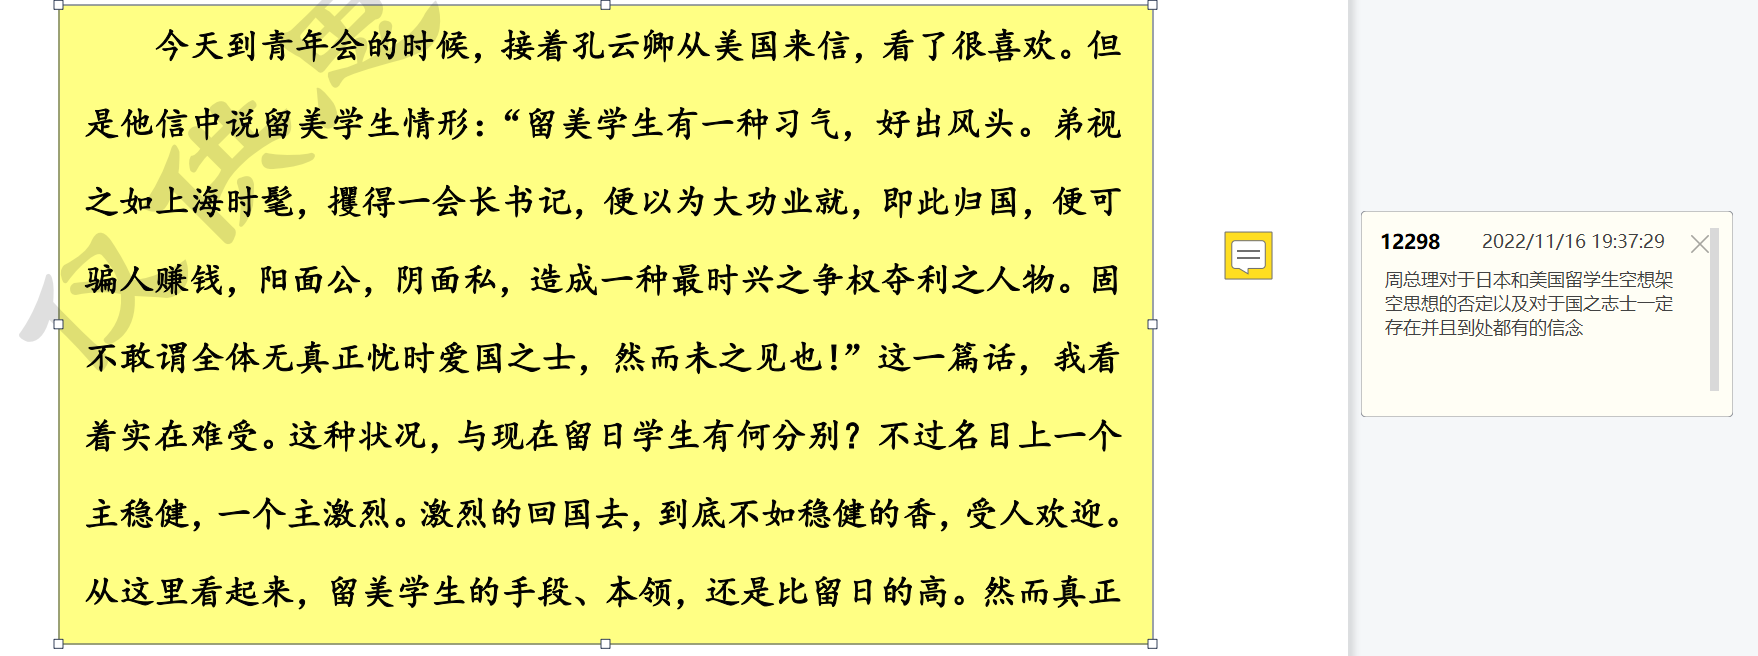 今天到青年会的时候，接着孔云卿从美国来信，看了很喜欢。但
是他信中说留美学生情形：“留美学生有一种习气，好出风头。弟视
之如上海时髦，攫得一会长书记，便以为大功业就，即此归国，便可
骗人赚钱，阳面公，阴面私，造成一种最时兴之争权夺利之人物。固
不敢谓全体无真正忧时爱国之士，然而未之见也！”这一篇话，我看
着实在难受。这种状况，与现在留日学生有何分别？不过名目上一个
主稳健，一个主激烈。激烈的回国去，到底不如稳健的香，受人欢迎。
从这里看起来，留美学生的手段、本领，还是比留日的高。然而真正
仅供思
12298 2022/11/16 19:37:29
周总理对于日本和美国留学生空想架
空思想的否定以及对于国之志士一定
存在并且到处都有的信念